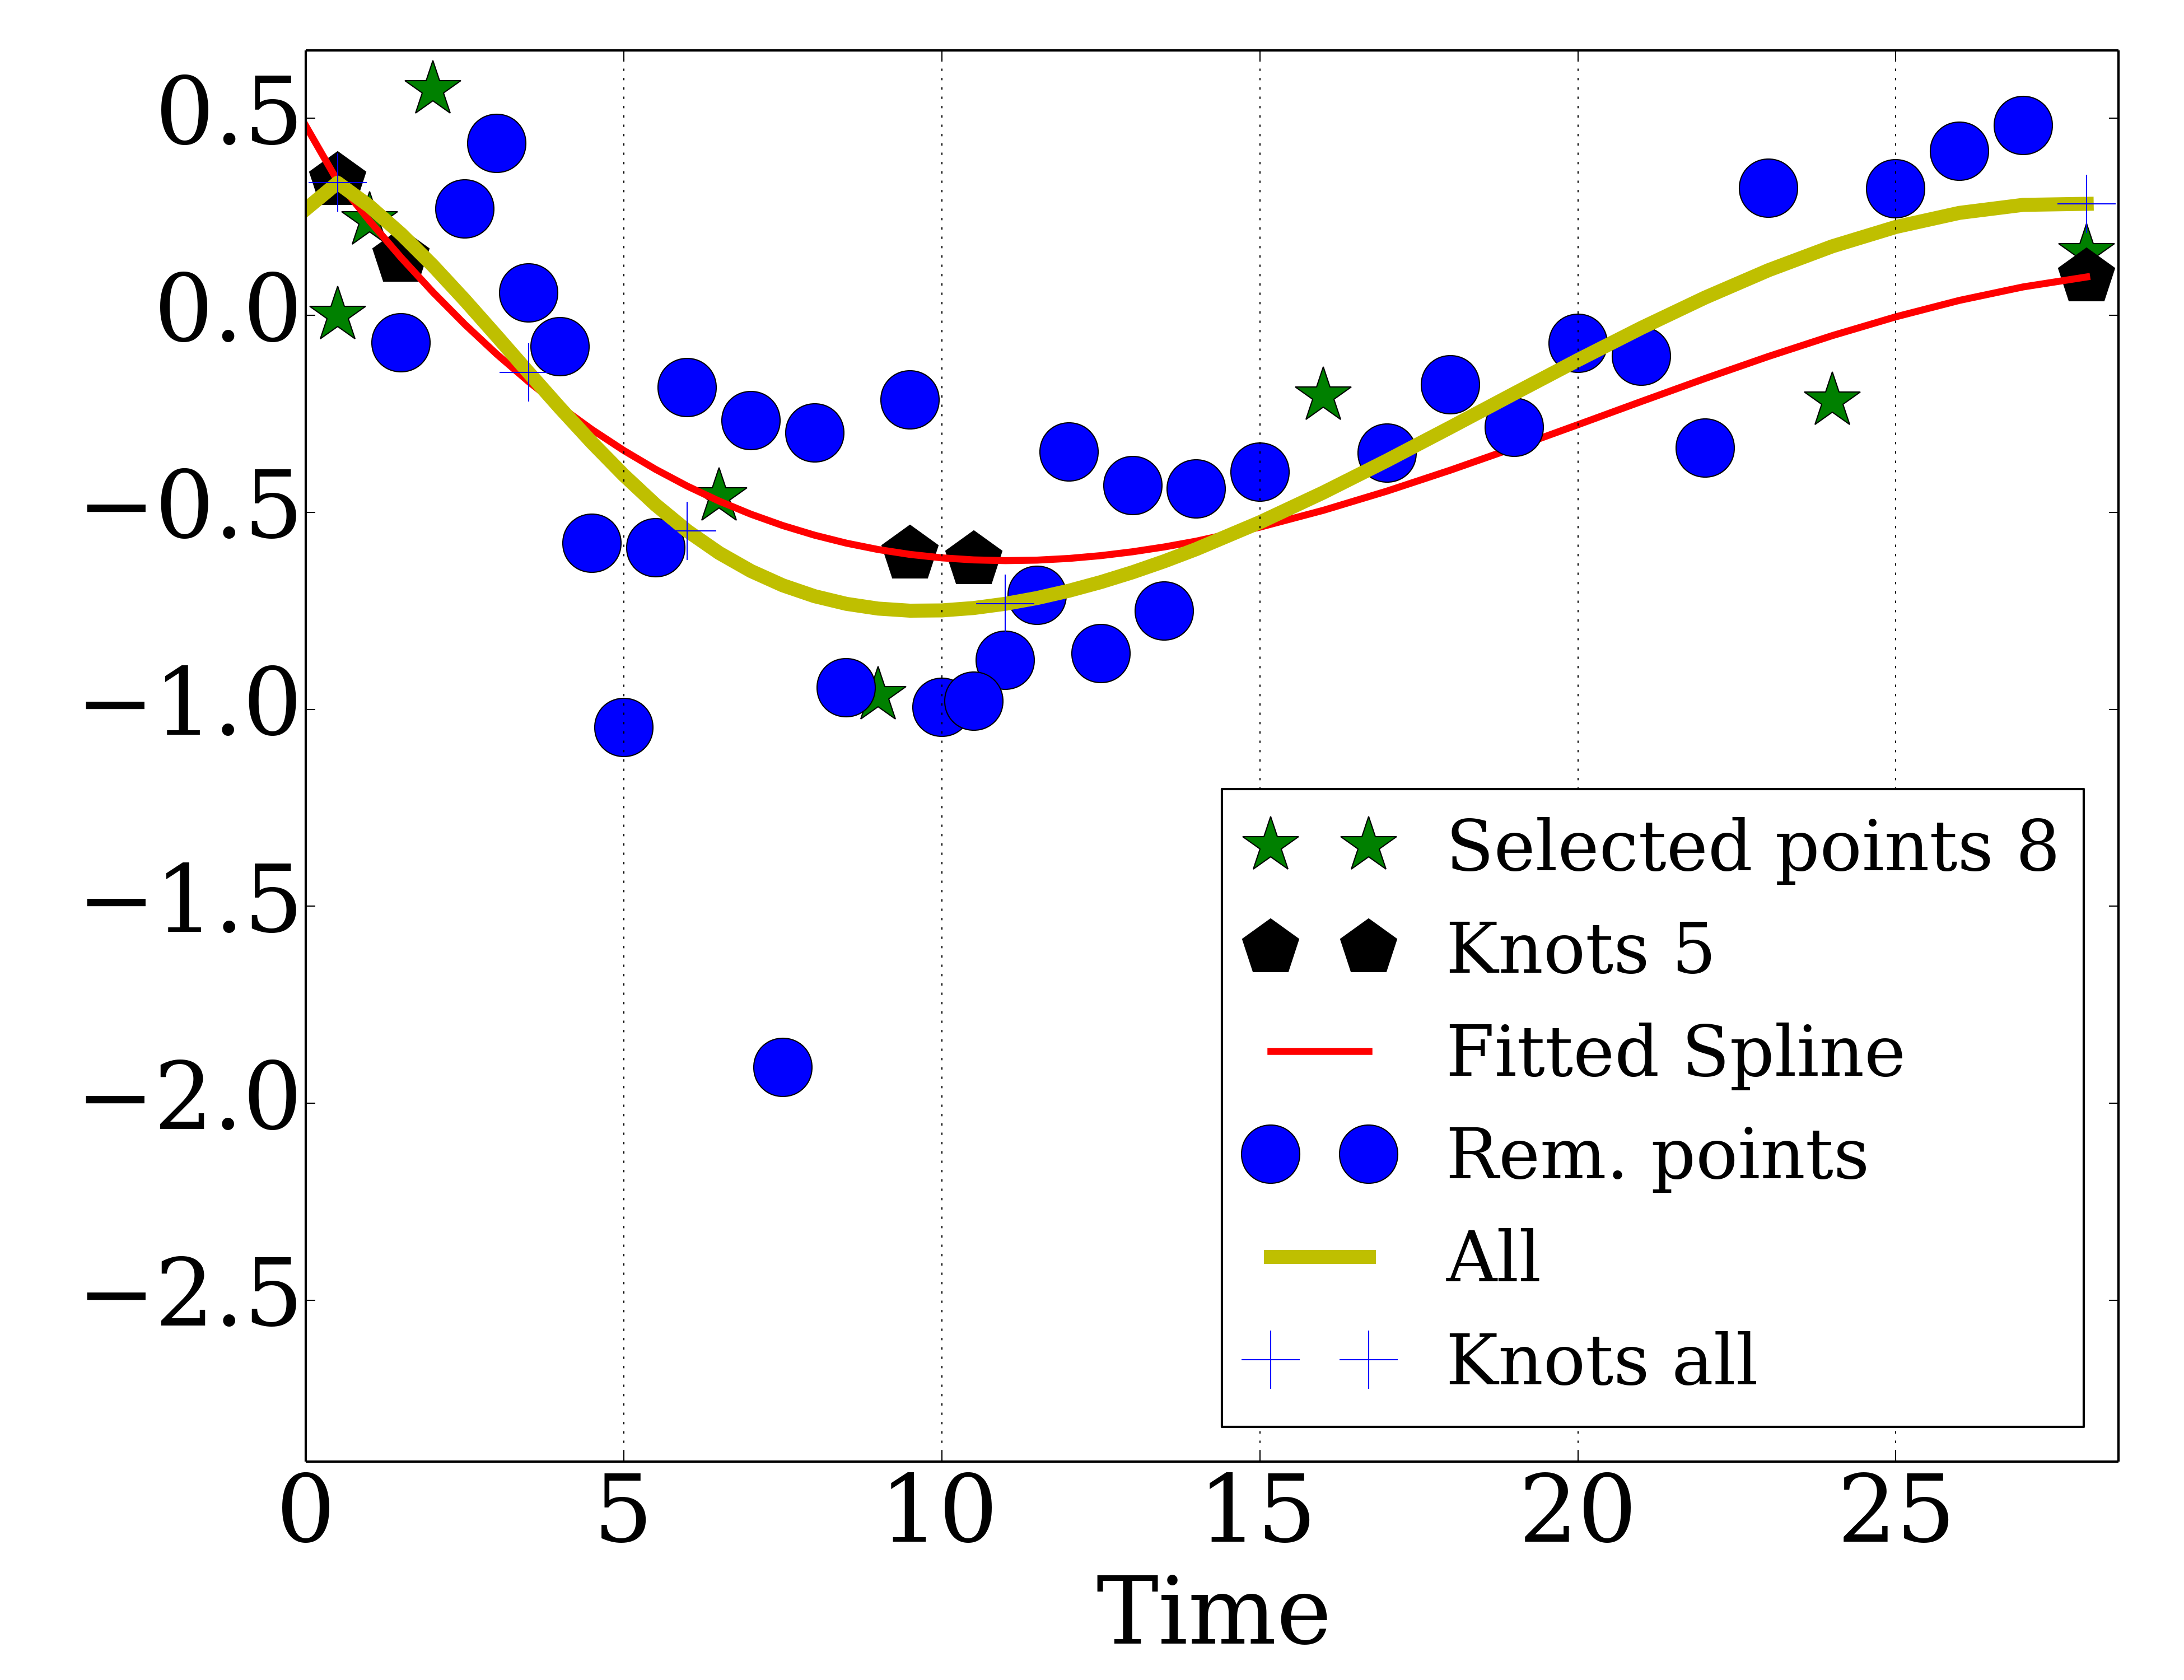 0.5
0.0
−0.5
−1.0
−1.5
−2.0
−2.5
Selected points 8
Knots 5
Fitted Spline
Rem. points
All
Knots all
0 5 10 15 20 25
Time